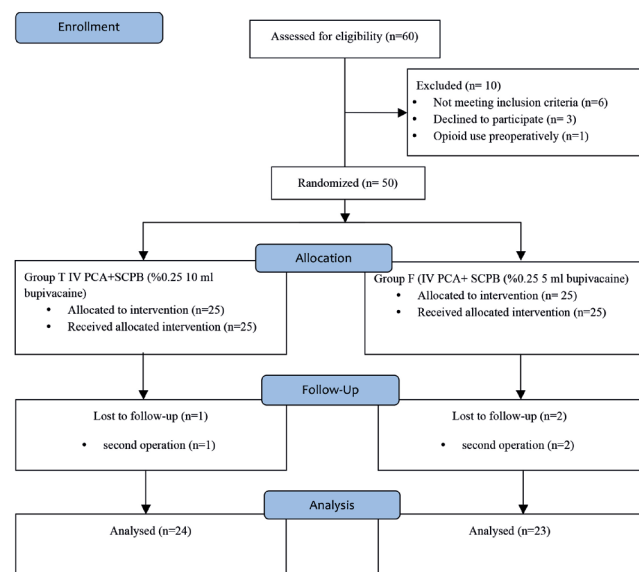 Enrollment
Assessed for eligibility (n=60)
Excluded (n= 10)
• Not meeting inclusion criteria (n=6)
• Declined to participate (n= 3)
• Opioid use preoperatively (n=1)
Randomized (n= 50)
Allocation
Group T IV PCA+SCPB (%0.25 10 ml
bupivacaine)
• Allocated to intervention (n=25)
• Received allocated intervention (n=25)
Group F (IV PCA+ SCPB (%0.25 5 ml bupivacaine)
• Allocated to intervention (n= 25)
• Received allocated intervention (n=25)
Follow-Up
Lost to follow-up (n=1)
• second operation (n=1)
Lost to follow-up (n=2)
• second operation (n=2)
Analysis
Analysed (n=24)
Analysed (n=23)